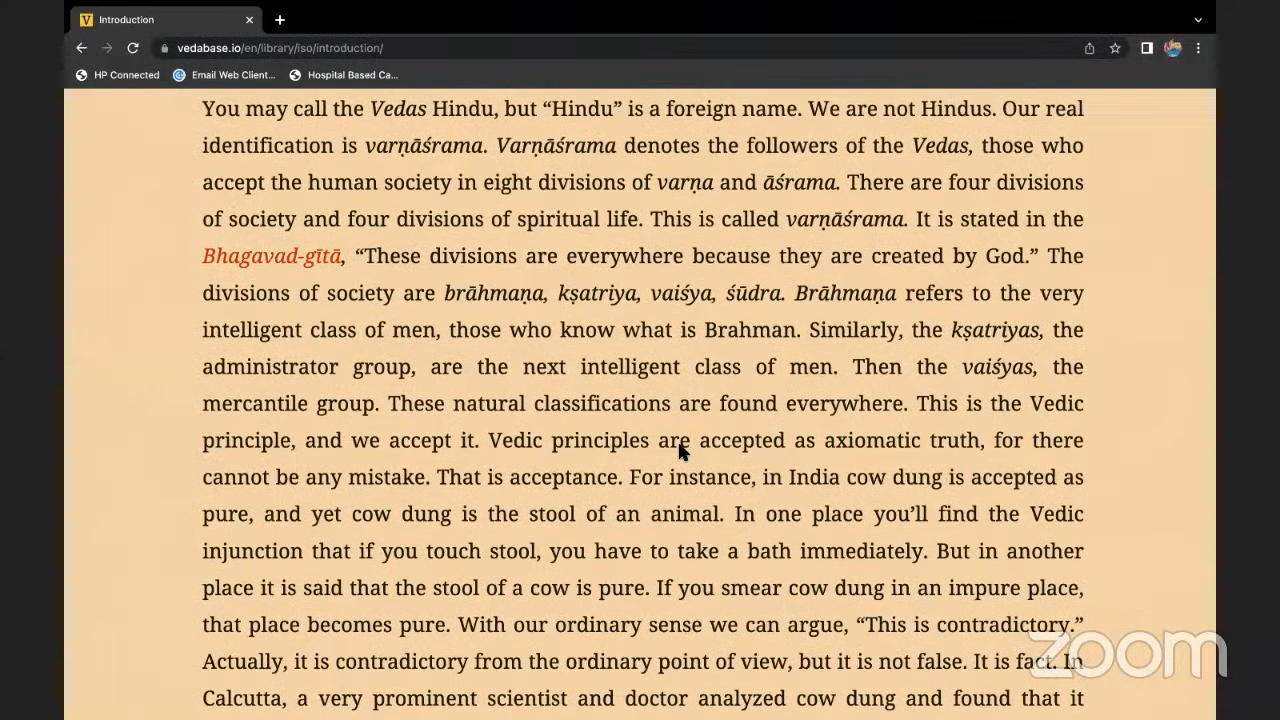 Introduction
vedabase.io/en/library/iso/introduction/
HP Connected Email Web Client... Hospital Based Ca...
You may call the Vedas Hindu, but “Hindu” is a foreign name. We are not Hindus. Our real
identification is varṇāśrama. Varṇāśrama denotes the followers of the Vedas, those who
accept the human society in eight divisions of varṇa and āśrama. There are four divisions
of society and four divisions of spiritual life. This is called varṇāśrama. It is stated in the
Bhagavad-gītā, “These divisions are everywhere because they are created by God.” The
divisions of society are brāhmaṇa, kṣatriya, vaiśya, śūdra. Brāhmaṇa refers to the very
intelligent class of men, those who know what is Brahman. Similarly, the kṣatriyas, the
administrator group, are the next intelligent class of men. Then the vaiśyas, the
mercantile group. These natural classifications are found everywhere. This is the Vedic
principle, and we accept it. Vedic principles are accepted as axiomatic truth, for there
cannot be any mistake. That is acceptance. For instance, in India cow dung is accepted as
pure, and yet cow dung is the stool of an animal. In one place you’ll find the Vedic
injunction that if you touch stool, you have to take a bath immediately. But in another
place it is said that the stool of a cow is pure. If you smear cow dung in an impure place,
that place becomes pure. With our ordinary sense we can argue, “This is contradictory.”
Actually, it is contradictory from the ordinary point of view, but it is not false. It is fact. In
Calcutta, a very prominent scientist and doctor analyzed cow dung and found that it
zoom